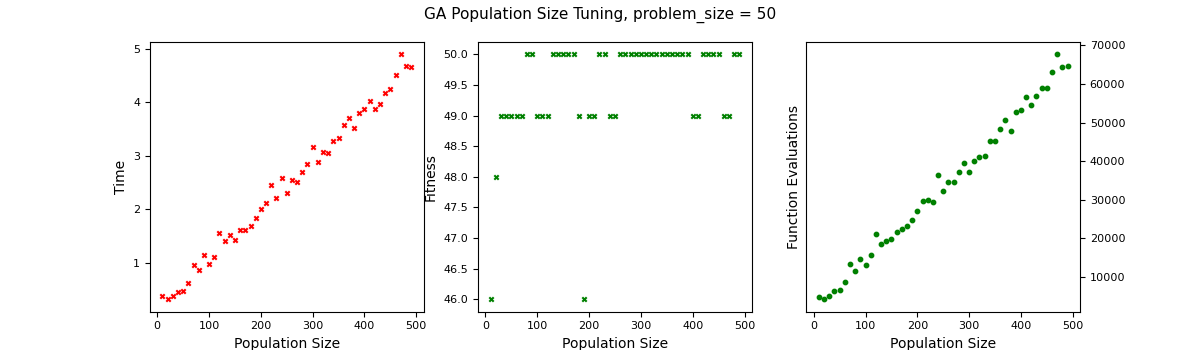 GA Population Size Tuning, problem_size = 50
Time
5
4
3
2
1
0 100 200 300 400 500
Population Size
Fitness
50.0
49.5
49.0
48.5
48.0
47.5
47.0
46.5
46.0
0 100 200 300 400 500
Population Size
Function Evaluations
70000
60000
50000
40000
30000
20000
10000
0 100 200 300 400 500
Population Size